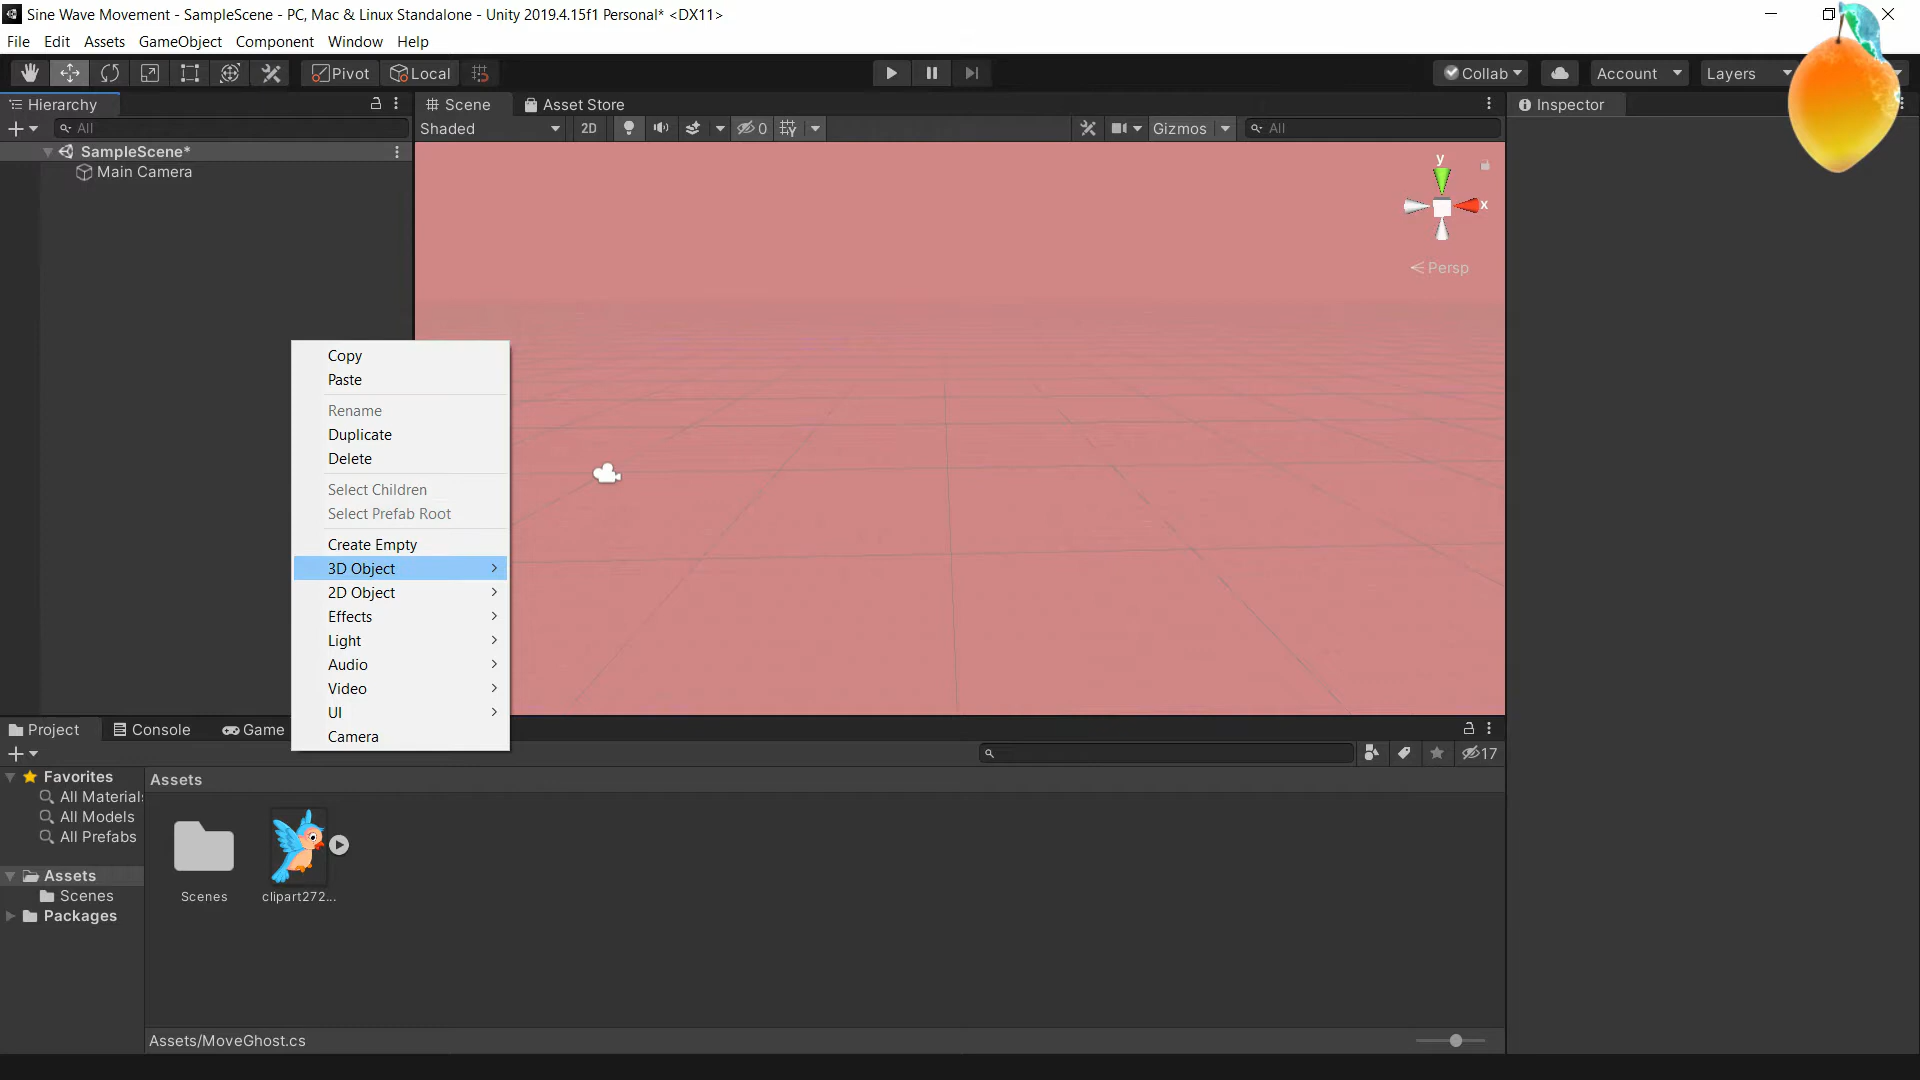 Sine Wave Movement - SampleScene - PC, Mac & Linux Standalone - Unity 2019.4.15f1 Personal* <DX11>
File Edit Assets GameObject Component Window Help
Pivot Local Collab Account Layers
Hierarchy
Scene Asset Store
Inspector
All
Shaded 2D 0 Gizmos All
SampleScene*
Main Camera
y
x
Persp
Copy
Paste
Rename
Duplicate
Delete
Select Children
Select Prefab Root
Create Empty
3D Object
2D Object
Effects
Light
Audio
Video
UI
Camera
Project Console Game
17
Favorites
All Materials
All Models
All Prefabs
Assets
Scenes
Packages
Assets
Scenes
clipart272...
Assets/MoveGhost.cs